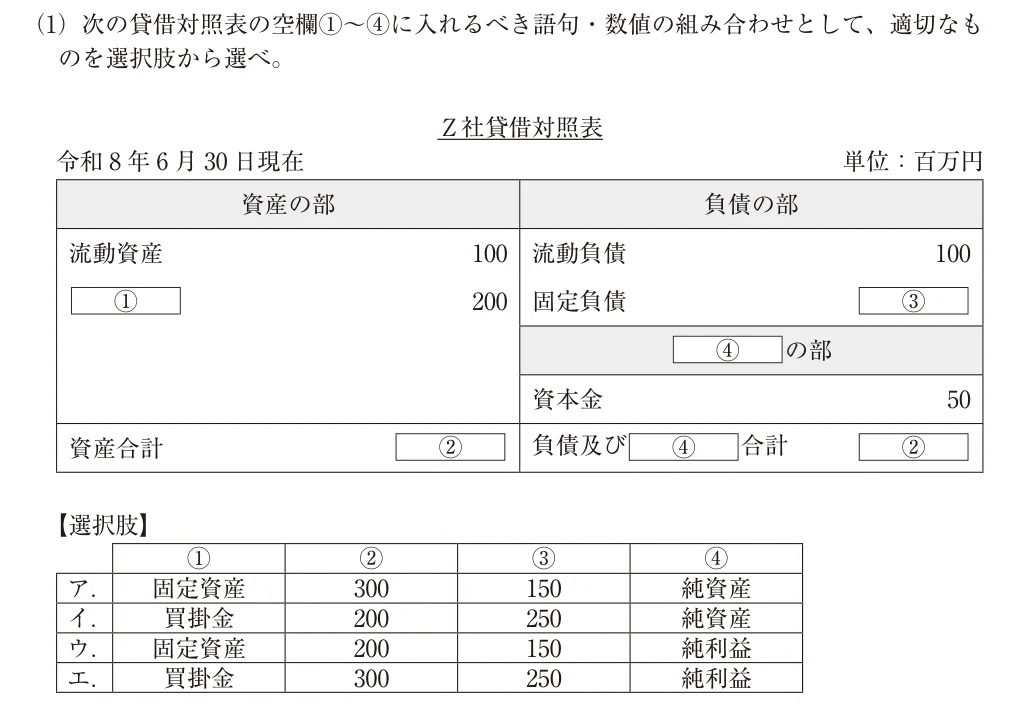 (1) 次の貸借対照表の空欄①～④に入れるべき語句・数値の組み合わせとして、適切なも
のを選択肢から選べ。
Z社貸借対照表
令和8年6月30日現在 単位：百万円
資産の部 負債の部
流動資産 100 流動負債 100
① 200 固定負債 ③
④ の部
資本金 50
資産合計 ② 負債及び ④ 合計 ②
【選択肢】
① ② ③ ④
ア. 固定資産 300 150 純資産
イ. 買掛金 200 250 純資産
ウ. 固定資産 200 150 純利益
エ. 買掛金 300 250 純利益